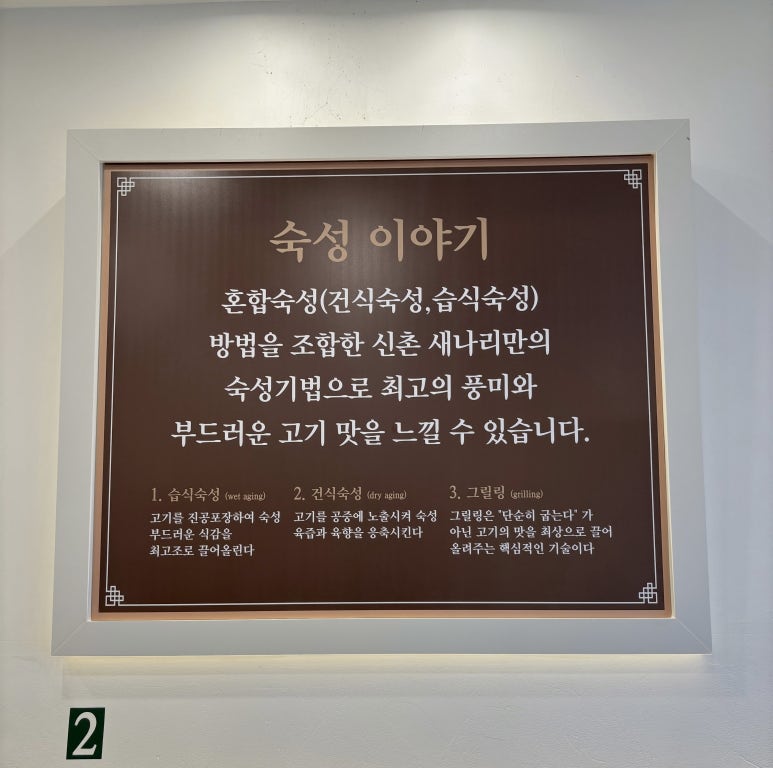 숙성 이야기
혼합숙성(건식숙성,습식숙성)
방법을 조합한 신촌 새나리만의
숙성기법으로 최고의 풍미와
부드러운 고기 맛을 느낄 수 있습니다.
1. 습식숙성 (wet aging)
고기를 진공포장하여 숙성
부드러운 식감을
최고조로 끌어올린다
2. 건식숙성 (dry aging)
고기를 공중에 노출시켜 숙성
육즙과 육향을 응축시킨다
3. 그릴링 (grilling)
그릴링은 "단순히 굽는다" 가
아닌 고기의 맛을 최상으로 끌어
올려주는 핵심적인 기술이다
2